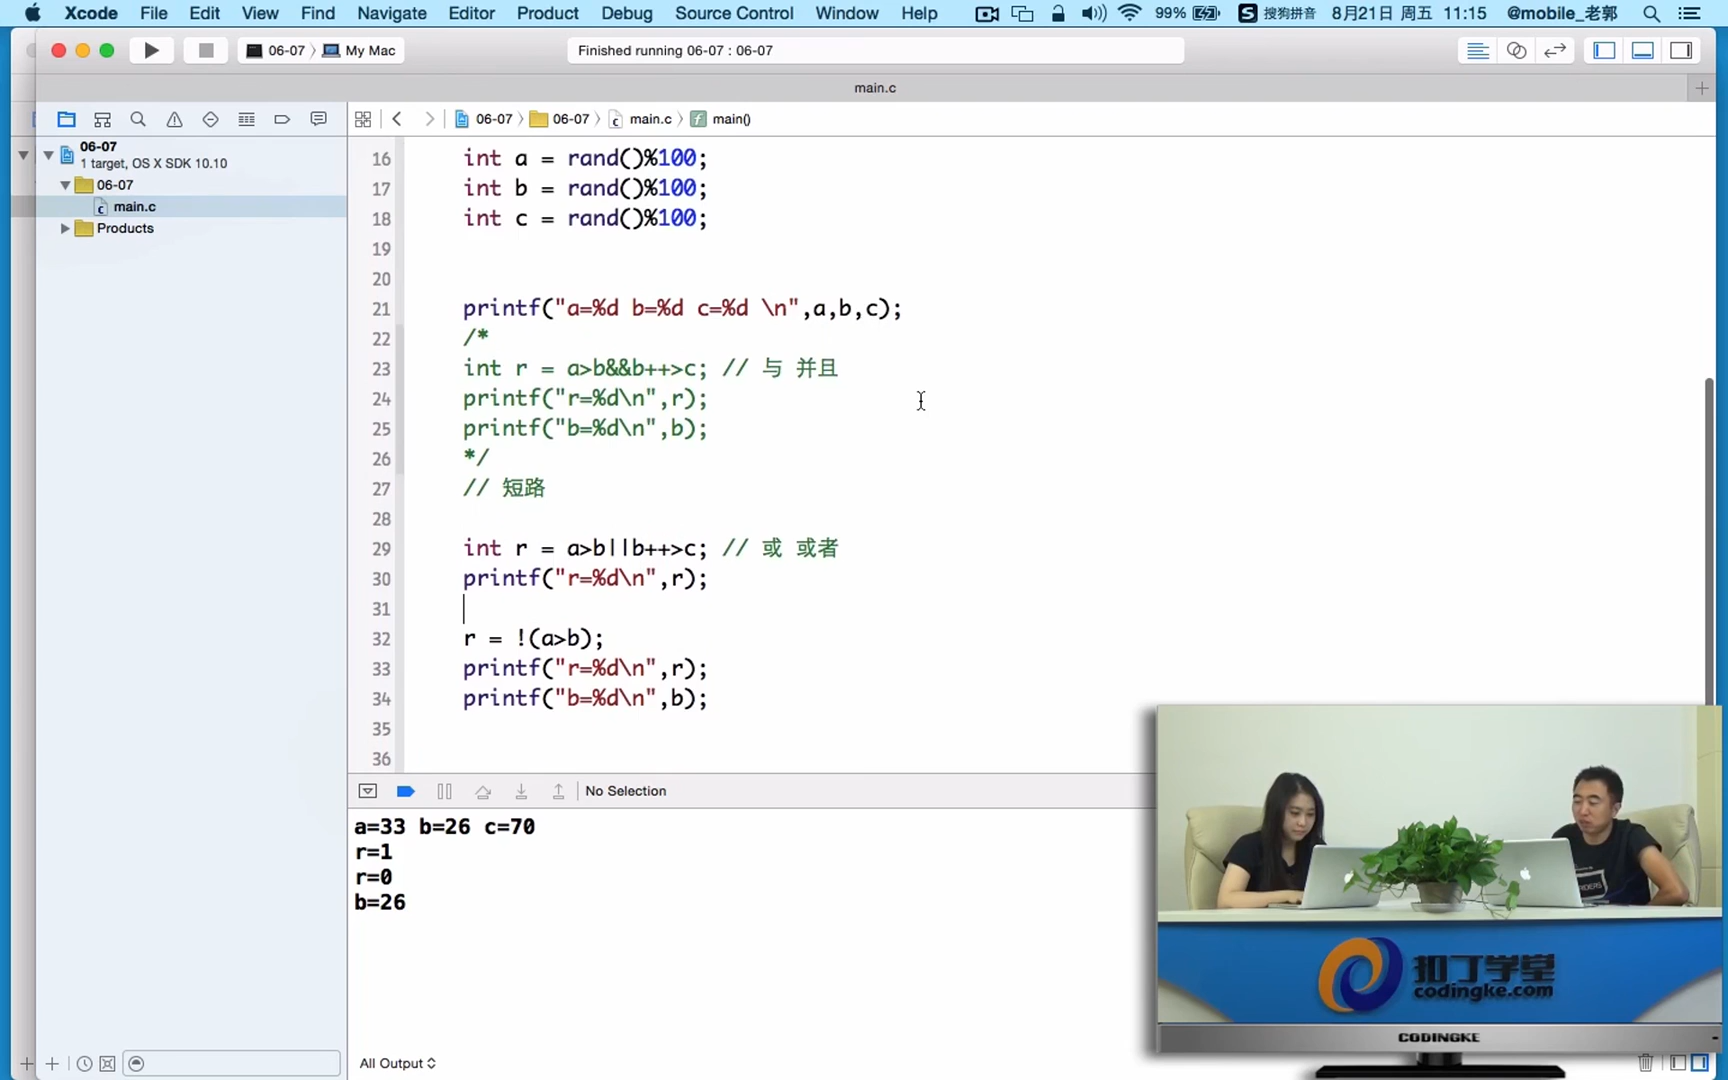 Xcode File Edit View Find Navigate Editor Product Debug Source Control Window Help 99% S 搜狗拼音 8月21日 周五 11:15 @mobile_老郭
06-07 My Mac Finished running 06-07 : 06-07
main.c
06-07 06-07 main.c main()
06-07
1 target, OS X SDK 10.10
06-07
main.c
Products
16 int a = rand()%100;
17 int b = rand()%100;
18 int c = rand()%100;
19
20
21 printf("a=%d b=%d c=%d \n",a,b,c);
22 /*
23 int r = a>b&&b++>c; // 与 并且
24 printf("r=%d\n",r);
25 printf("b=%d\n",b);
26 */
27 // 短路
28
29 int r = a>b||b++>c; // 或 或者
30 printf("r=%d\n",r);
31
32 r = !(a>b);
33 printf("r=%d\n",r);
34 printf("b=%d\n",b);
35
36
No Selection
a=33 b=26 c=70
r=1
r=0
b=26
All Output
扣丁学堂
codingke.com
CODINGKE